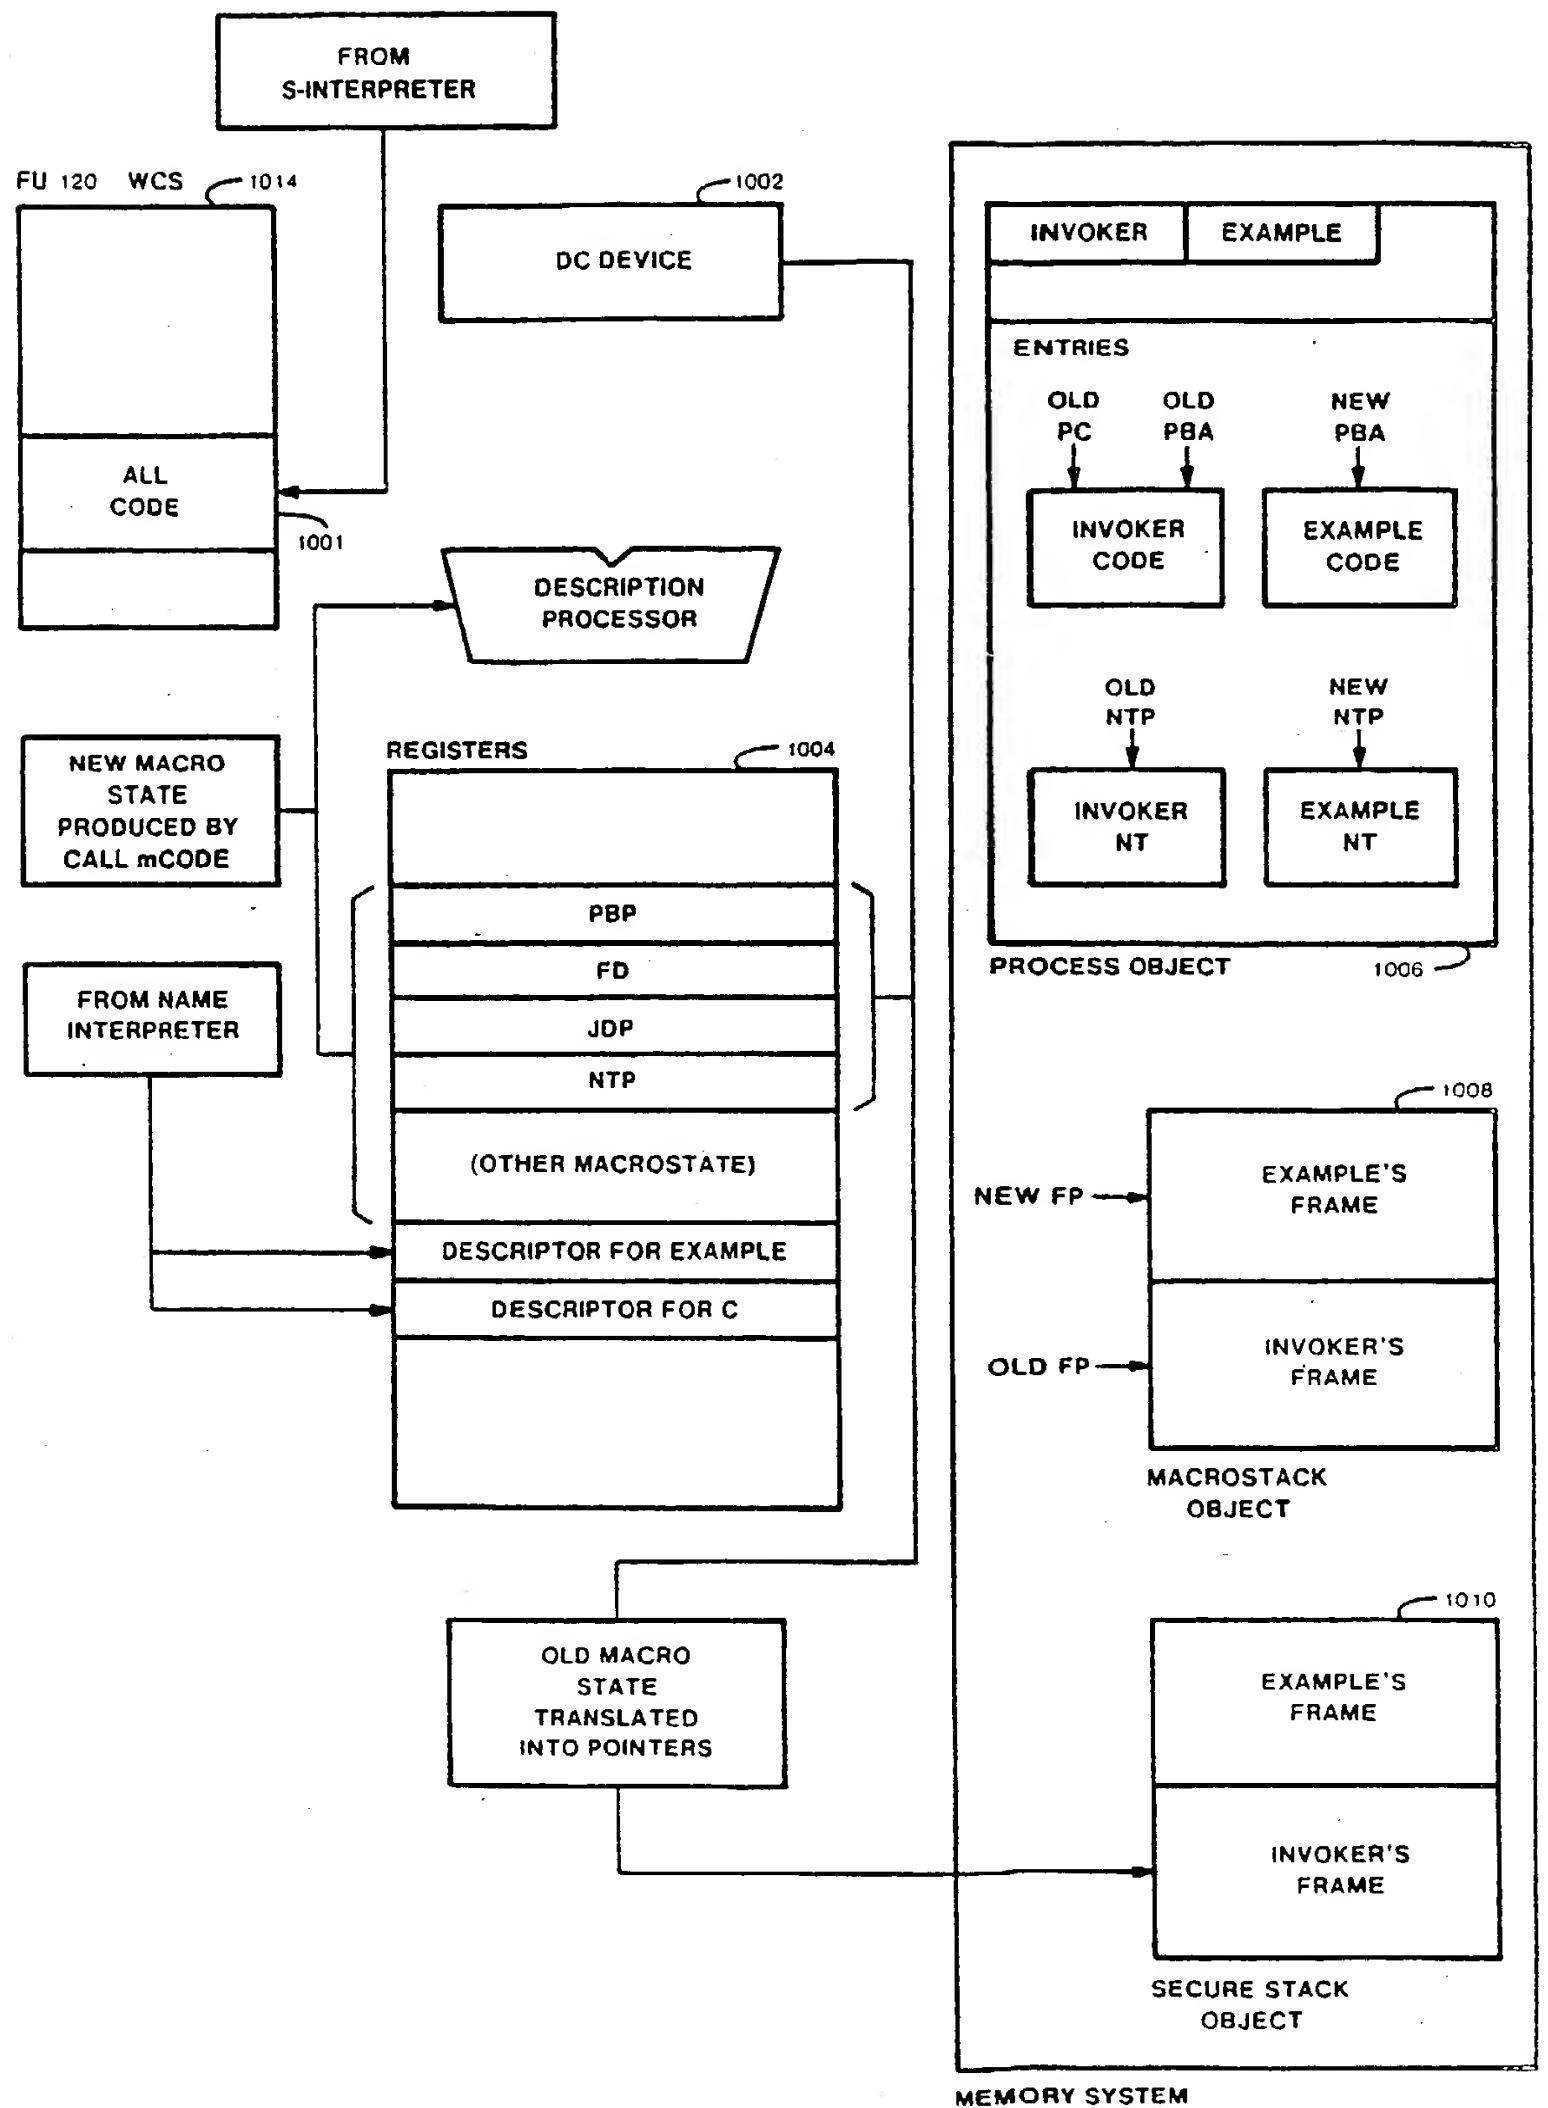 FROM
S-INTERPRETER
FU 120 WCS
1014
ALL
CODE
1001
1002
DC DEVICE
DESCRIPTION
PROCESSOR
NEW MACRO
STATE
PRODUCED BY
CALL mCODE
FROM NAME
INTERPRETER
REGISTERS
1004
PBP
FD
JDP
NTP
(OTHER MACROSTATE)
DESCRIPTOR FOR EXAMPLE
DESCRIPTOR FOR C
OLD MACRO
STATE
TRANSLATED
INTO POINTERS
INVOKER
EXAMPLE
ENTRIES
OLD
PC
OLD
PBA
NEW
PBA
INVOKER
CODE
EXAMPLE
CODE
OLD
NTP
NEW
NTP
INVOKER
NT
EXAMPLE
NT
PROCESS OBJECT
1006
1008
NEW FP
EXAMPLE'S
FRAME
OLD FP
INVOKER'S
FRAME
MACROSTACK
OBJECT
1010
EXAMPLE'S
FRAME
INVOKER'S
FRAME
SECURE STACK
OBJECT
MEMORY SYSTEM